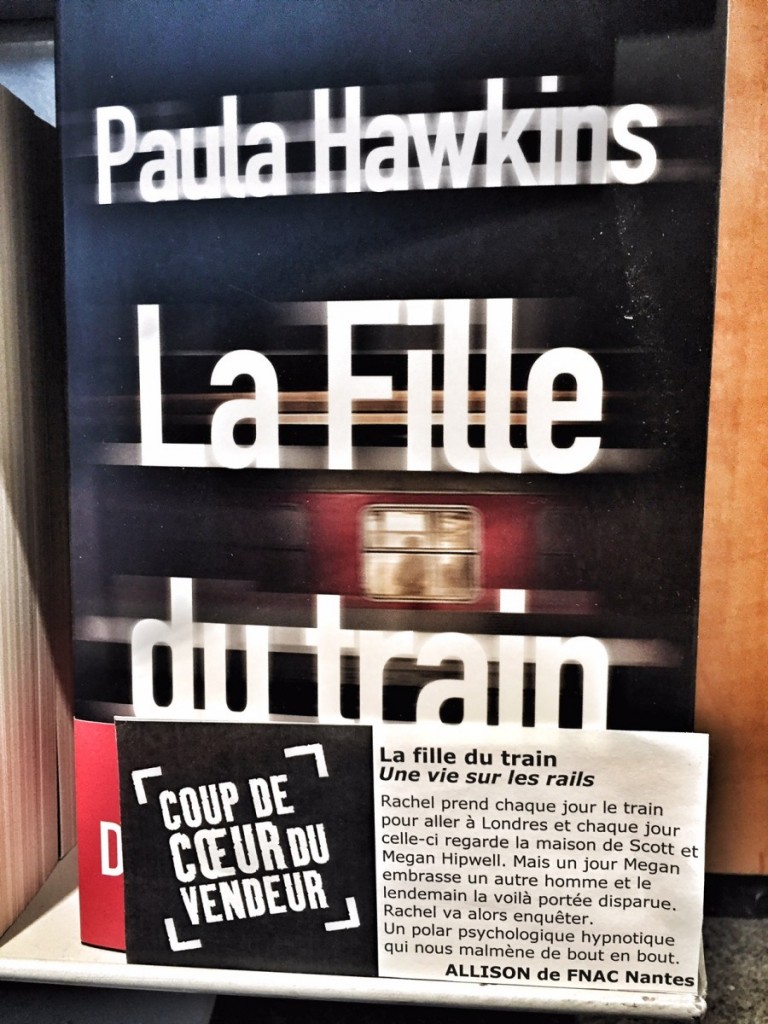 Paula Hawkins
La Fille
du train
D
COUP DE
CŒUR DU
VENDEUR
La fille du train
Une vie sur les rails
Rachel prend chaque jour le train
pour aller à Londres et chaque jour
celle-ci regarde la maison de Scott et
Megan Hipwell. Mais un jour Megan
embrasse un autre homme et le
lendemain la voilà portée disparue.
Rachel va alors enquêter.
Un polar psychologique hypnotique
qui nous malmène de bout en bout.
ALLISON de FNAC Nantes